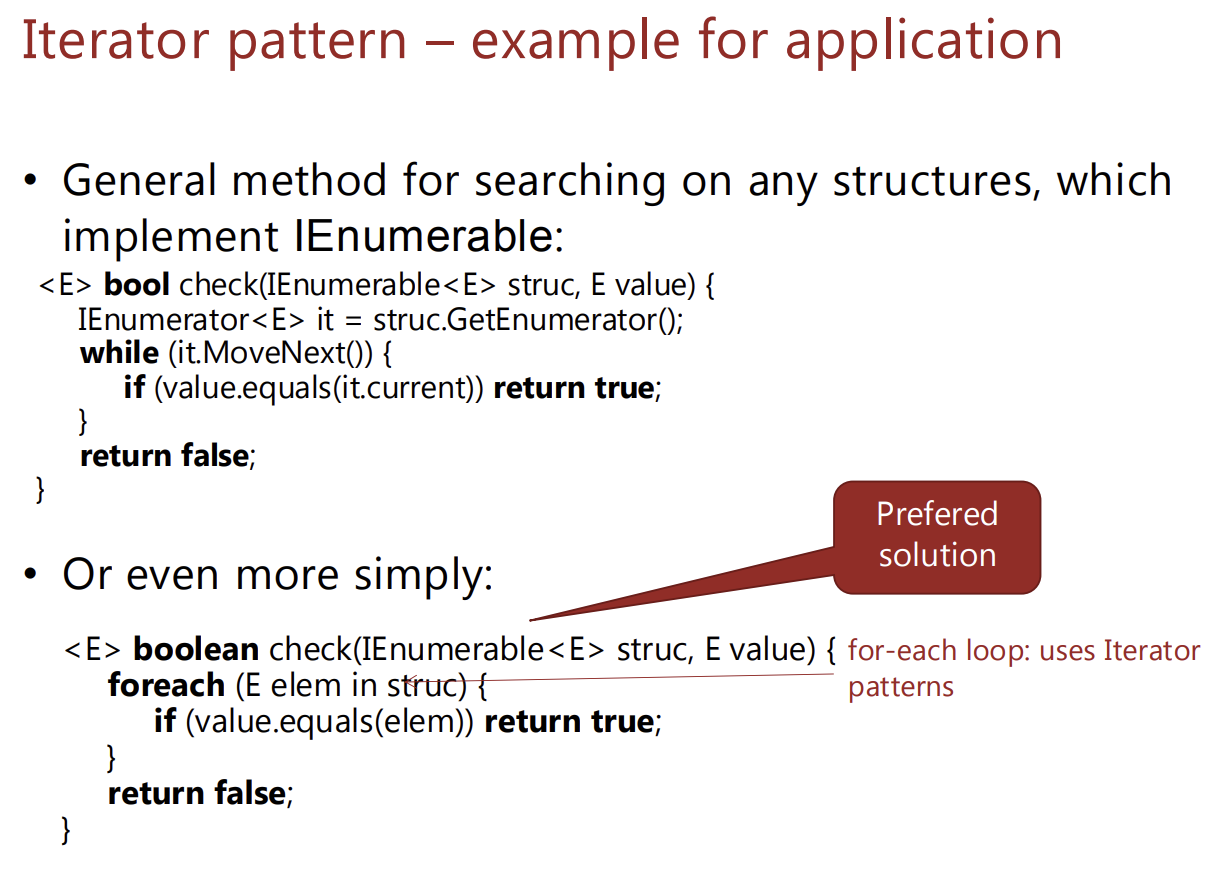 Iterator pattern – example for application
• General method for searching on any structures, which
implement IEnumerable:
<E> bool check(IEnumerable<E> struc, E value) {
IEnumerator<E> it = struc.GetEnumerator();
while (it.MoveNext()) {
if (value.equals(it.current)) return true;
}
return false;
}
Prefered
solution
• Or even more simply:
<E> boolean check(IEnumerable<E> struc, E value) {
foreach (E elem in struc) {
if (value.equals(elem)) return true;
}
return false;
}
for-each loop: uses Iterator
patterns